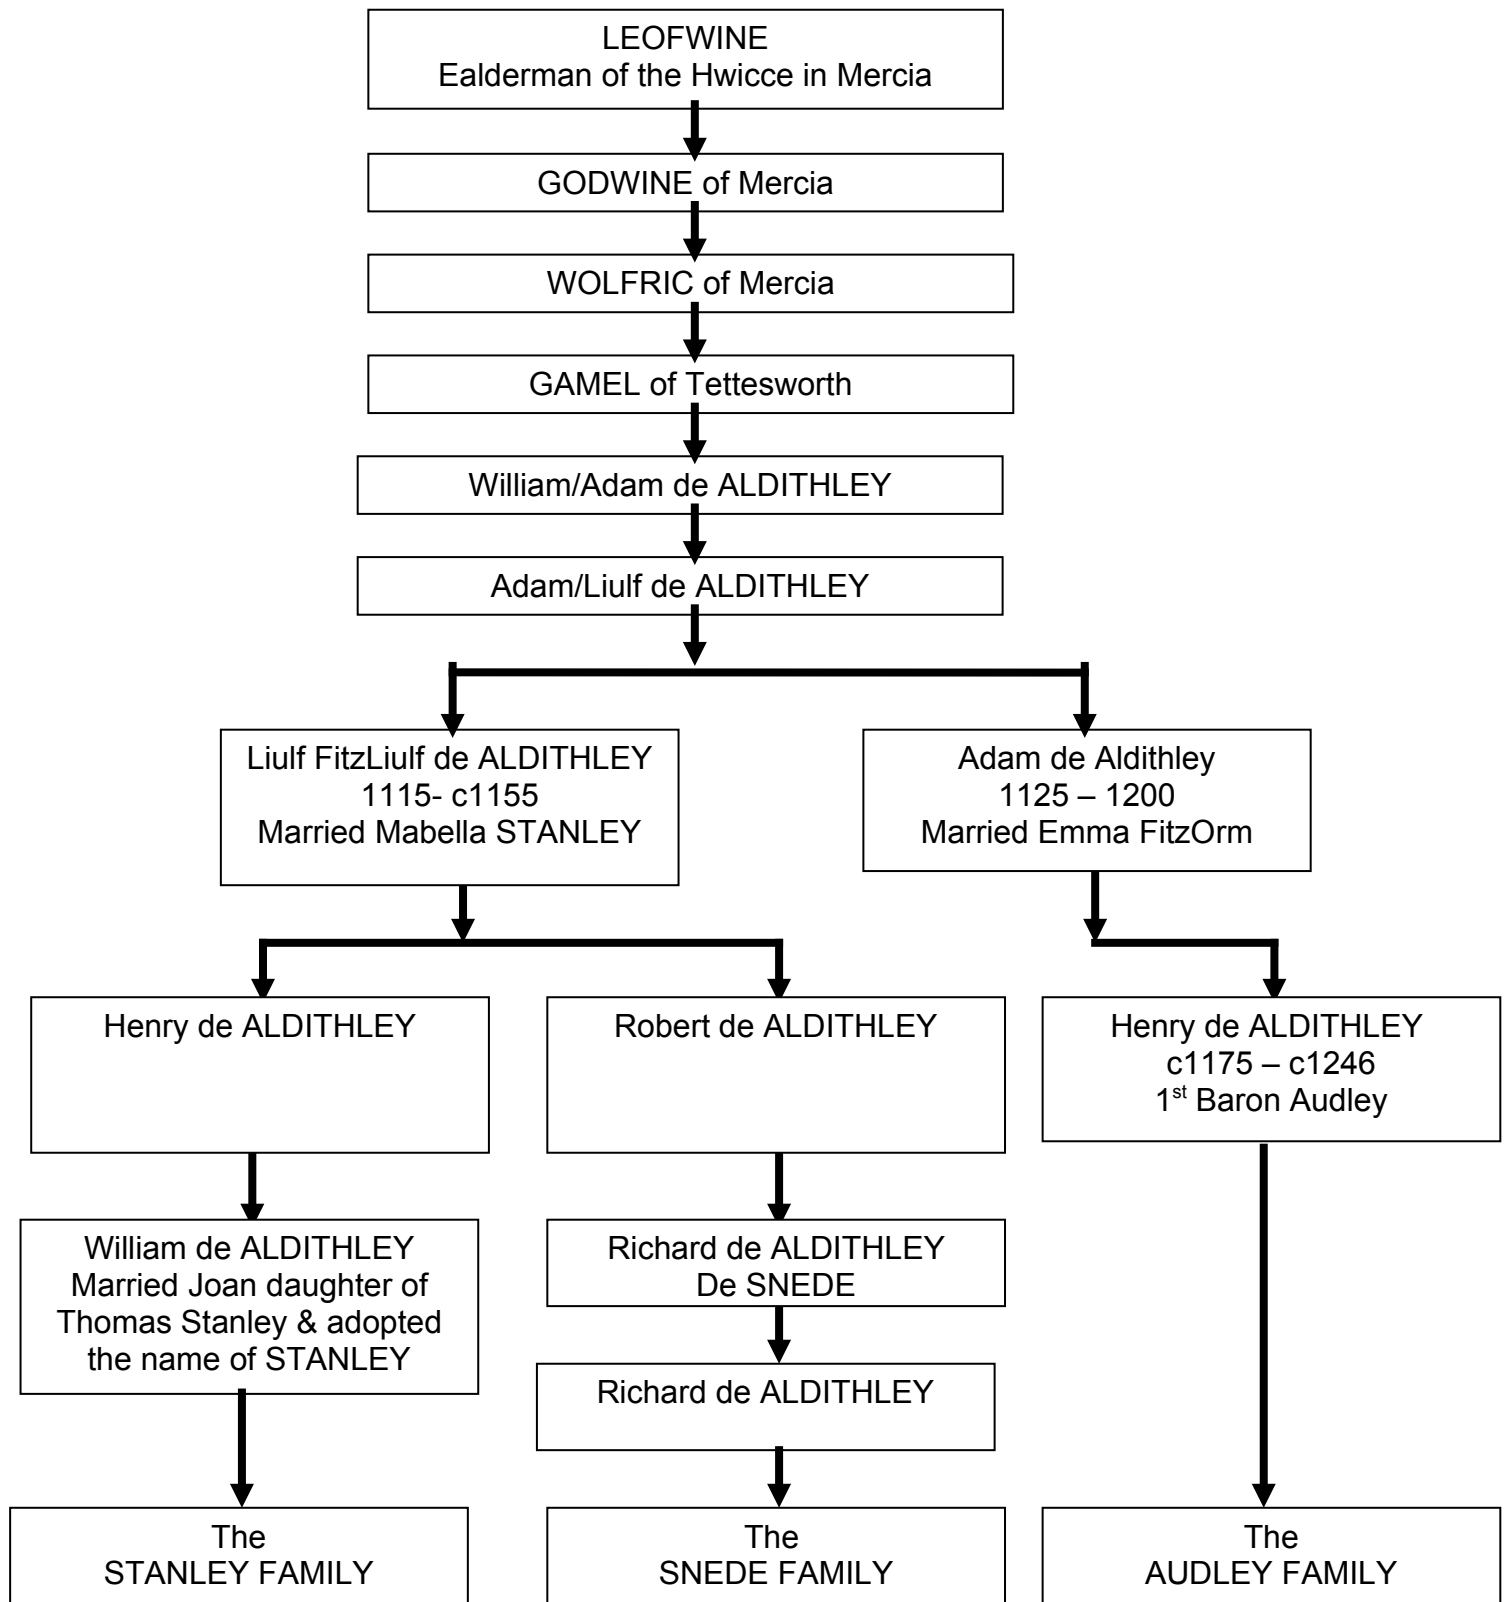 LEOFWINE
Ealderman of the Hwicce in Mercia
GODWINE of Mercia
WOLFRIC of Mercia
GAMEL of Tettesworth
William/Adam de ALDITHLEY
Adam/Liulf de ALDITHLEY
Liulf FitzLiulf de ALDITHLEY
1115- c1155
Married Mabella STANLEY
Adam de Aldithley
1125 – 1200
Married Emma FitzOrm
Henry de ALDITHLEY
Robert de ALDITHLEY
Henry de ALDITHLEY
c1175 – c1246
1st Baron Audley
William de ALDITHLEY
Married Joan daughter of
Thomas Stanley & adopted
the name of STANLEY
Richard de ALDITHLEY
De SNEDE
Richard de ALDITHLEY
The
STANLEY FAMILY
The
SNEDE FAMILY
The
AUDLEY FAMILY